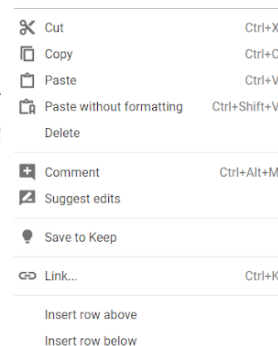 Cut Ctrl+X
Copy Ctrl+C
Paste Ctrl+V
Paste without formatting Ctrl+Shift+V
Delete
Comment Ctrl+Alt+M
Suggest edits
Save to Keep
Link... Ctrl+K
Insert row above
Insert row below